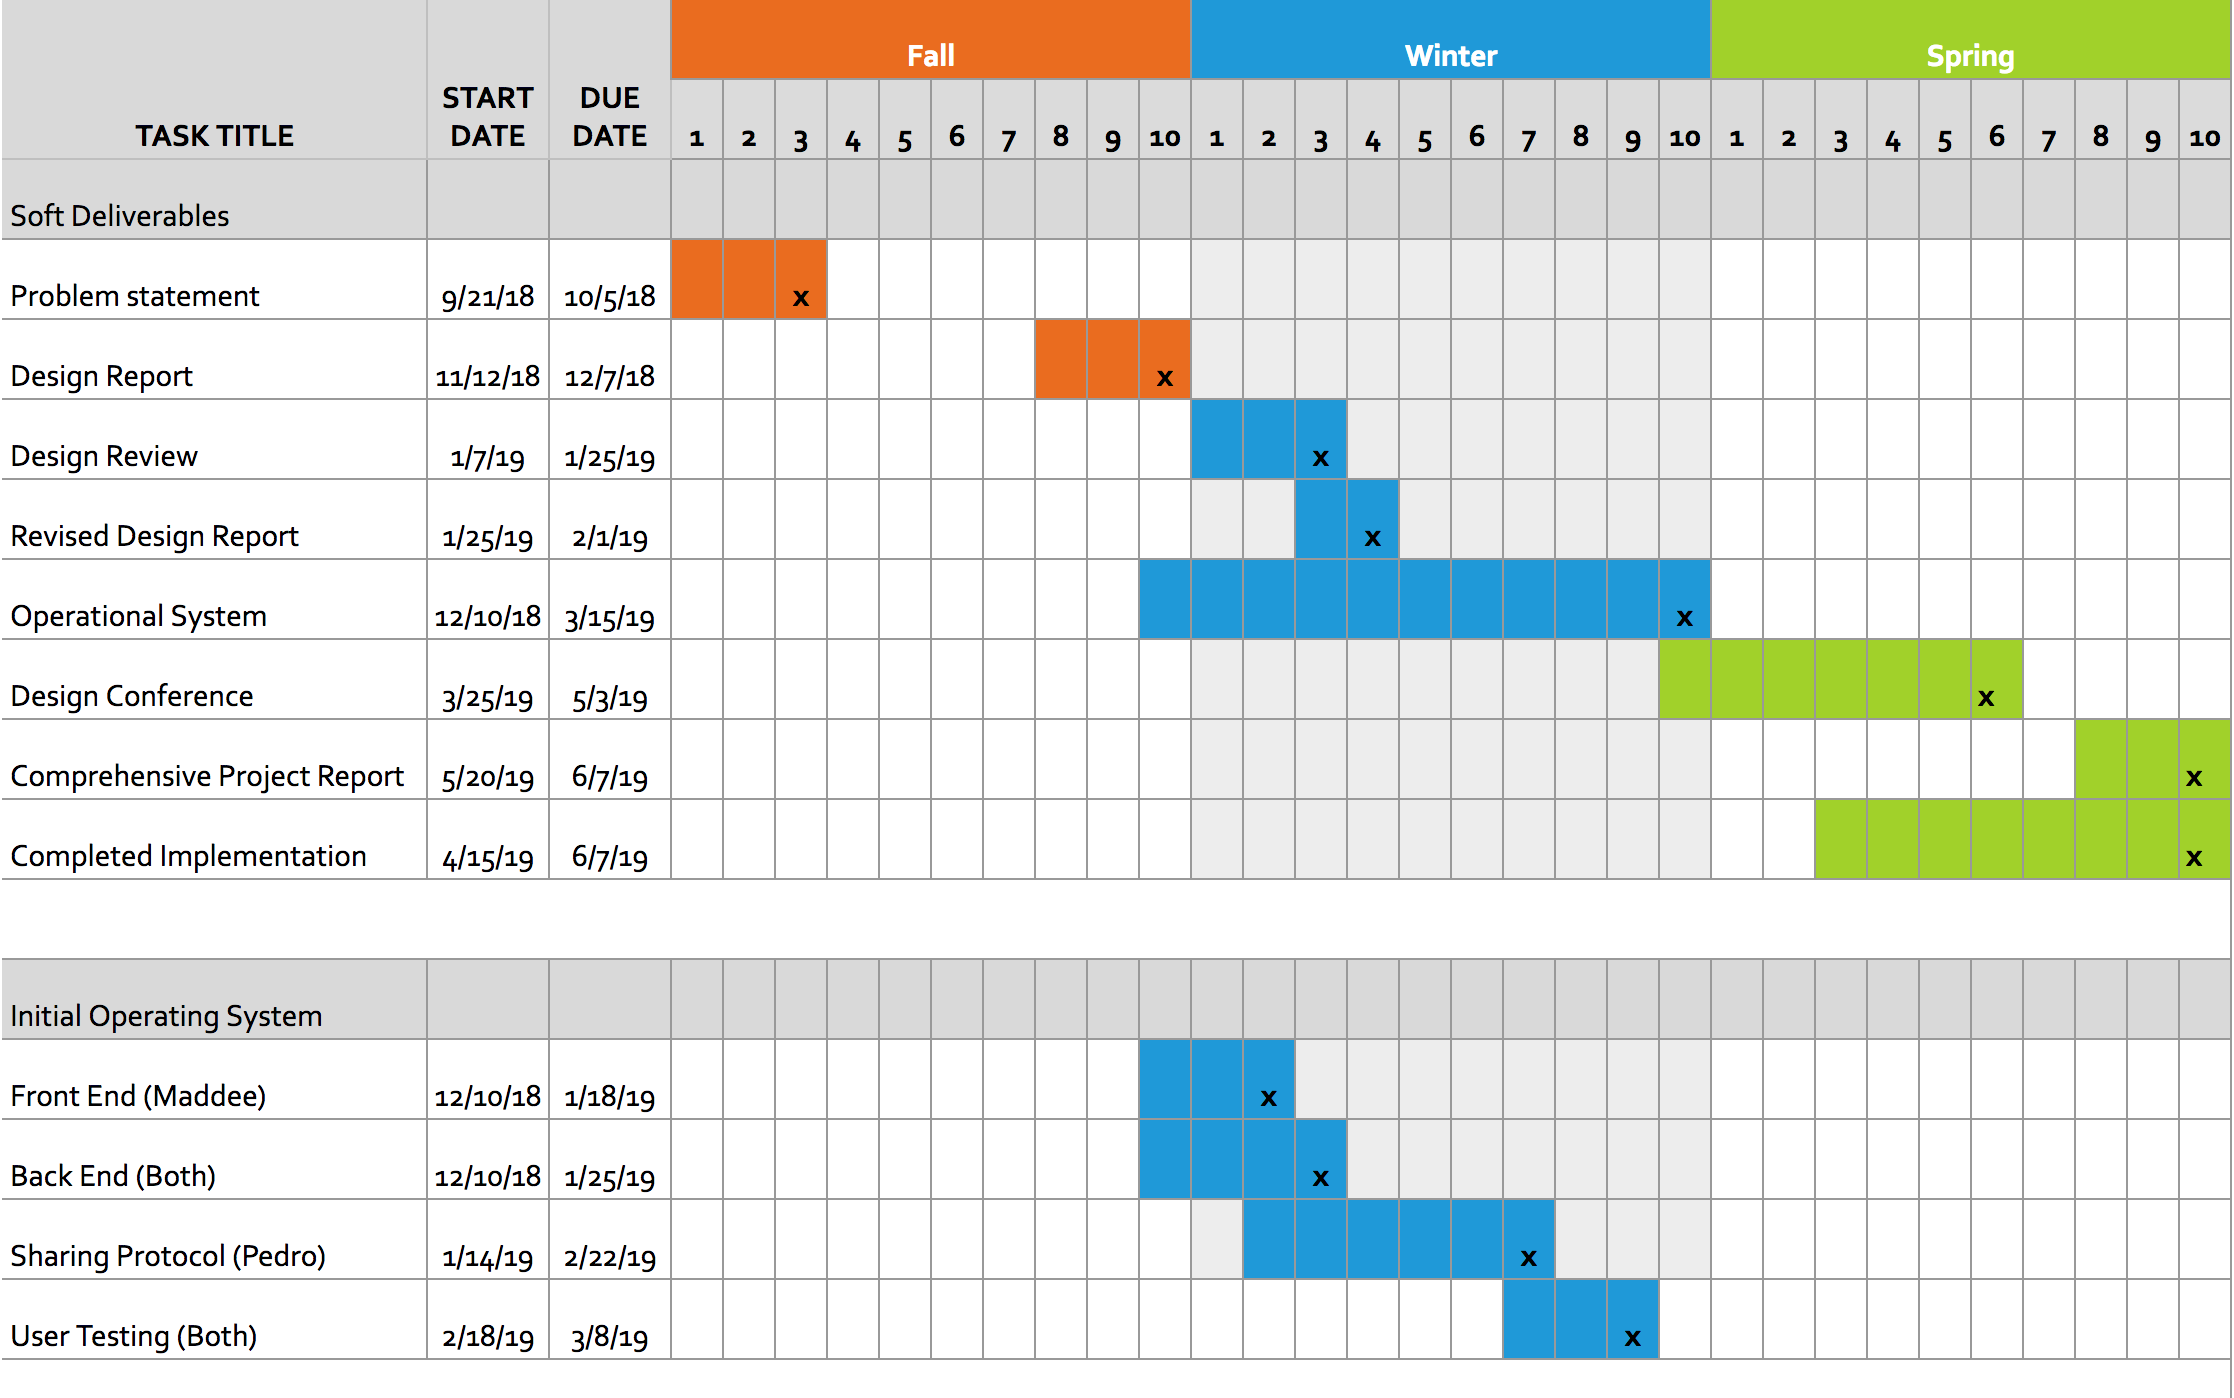 Fall Winter Spring
TASK TITLE START DATE DUE DATE 1 2 3 4 5 6 7 8 9 10 1 2 3 4 5 6 7 8 9 10 1 2 3 4 5 6 7 8 9 10
Soft Deliverables
Problem statement 9/21/18 10/5/18 x
Design Report 11/12/18 12/7/18 x
Design Review 1/7/19 1/25/19 x
Revised Design Report 1/25/19 2/1/19 x
Operational System 12/10/18 3/15/19 x
Design Conference 3/25/19 5/3/19 x
Comprehensive Project Report 5/20/19 6/7/19 x
Completed Implementation 4/15/19 6/7/19 x
Initial Operating System
Front End (Maddee) 12/10/18 1/18/19 x
Back End (Both) 12/10/18 1/25/19 x
Sharing Protocol (Pedro) 1/14/19 2/22/19 x
User Testing (Both) 2/18/19 3/8/19 x